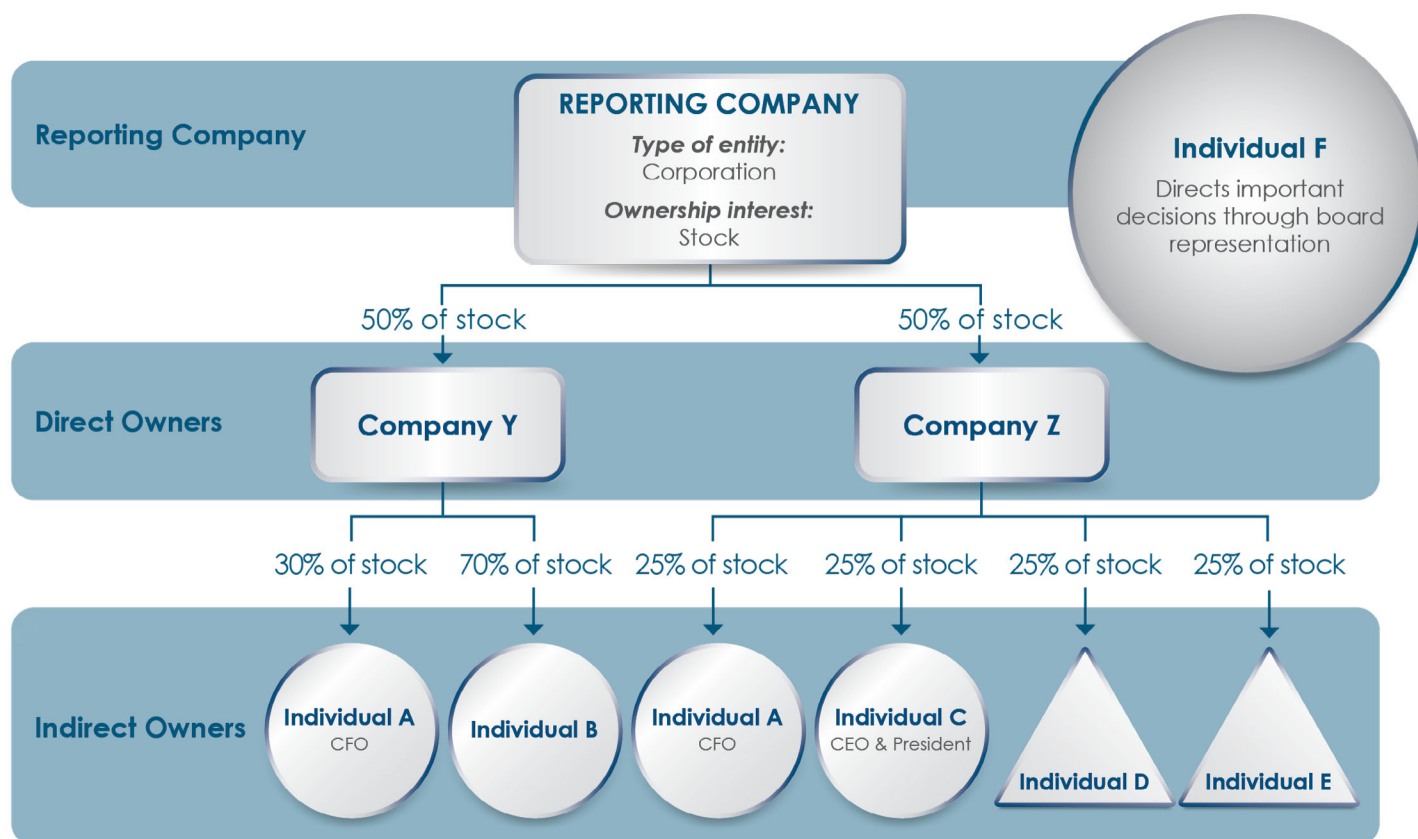 Reporting Company
REPORTING COMPANY
Type of entity:
Corporation
Ownership interest:
Stock
Individual F
Directs important
decisions through board
representation
50% of stock
50% of stock
Direct Owners
Company Y
Company Z
30% of stock
70% of stock
25% of stock
25% of stock
25% of stock
25% of stock
Indirect Owners
Individual A
CFO
Individual B
Individual A
CFO
Individual C
CEO & President
Individual D
Individual E